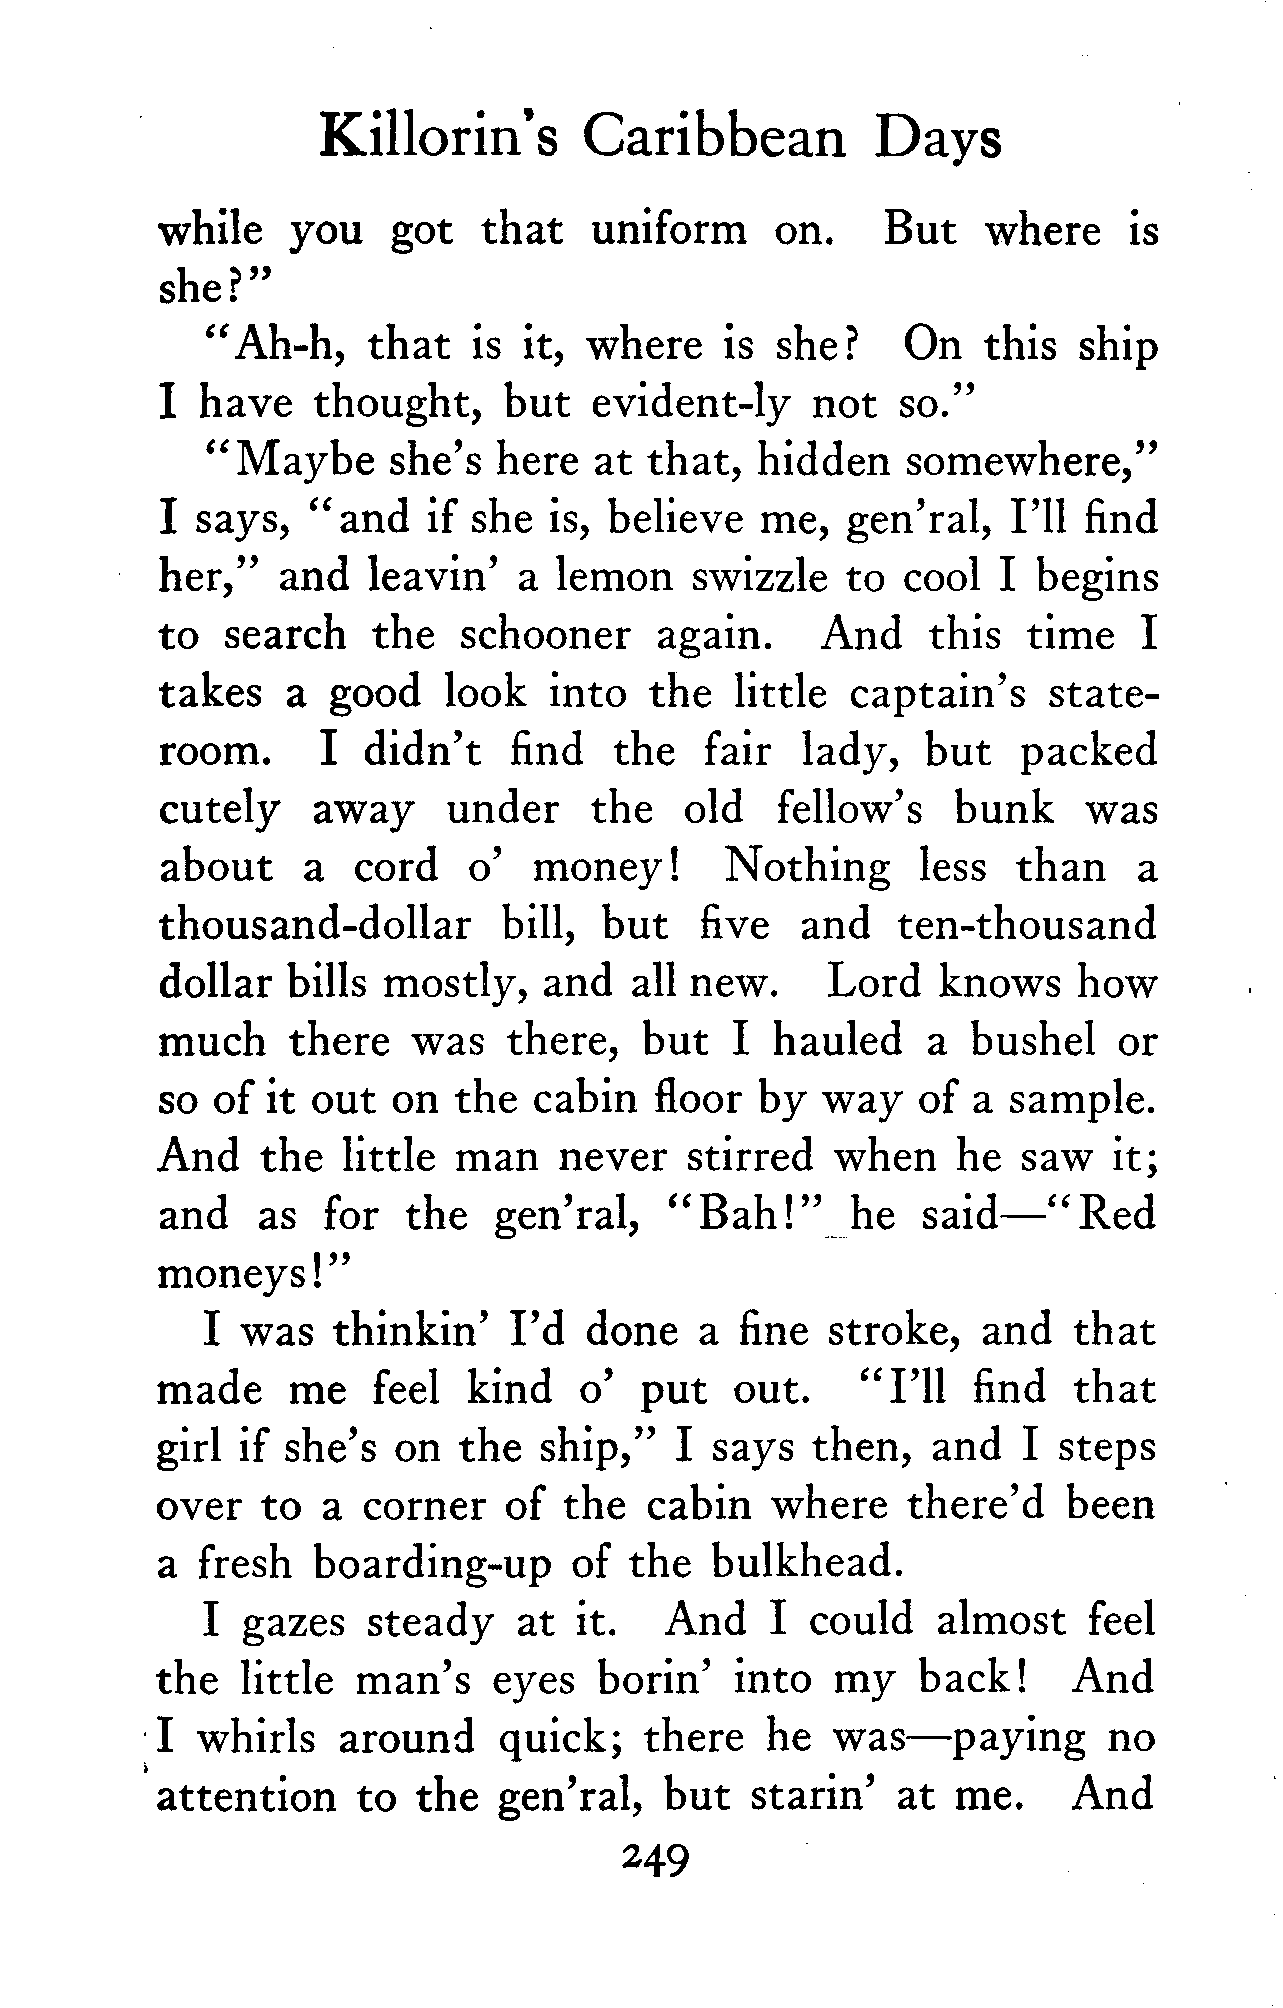 Killorin's Caribbean Days
while you got that uniform on. But where is
she?"
"Ah-h, that is it, where is she? On this ship
I have thought, but evident-ly not so."
"Maybe she's here at that, hidden somewhere,"
I says, "and if she is, believe me, gen'ral, I'll find
her," and leavin' a lemon swizzle to cool I begins
to search the schooner again. And this time I
takes a good look into the little captain's state-
room. I didn't find the fair lady, but packed
cutely away under the old fellow's bunk was
about a cord o' money! Nothing less than a
thousand-dollar bill, but five and ten-thousand
dollar bills mostly, and all new. Lord knows how
much there was there, but I hauled a bushel or
so of it out on the cabin floor by way of a sample.
And the little man never stirred when he saw it;
and as for the gen'ral, "Bah!" he said—"Red
moneys!"
I was thinkin' I'd done a fine stroke, and that
made me feel kind o' put out. "I'll find that
girl if she's on the ship," I says then, and I steps
over to a corner of the cabin where there'd been
a fresh boarding-up of the bulkhead.
I gazes steady at it. And I could almost feel
the little man's eyes borin' into my back! And
I whirls around quick; there he was—paying no
attention to the gen'ral, but starin' at me. And
249